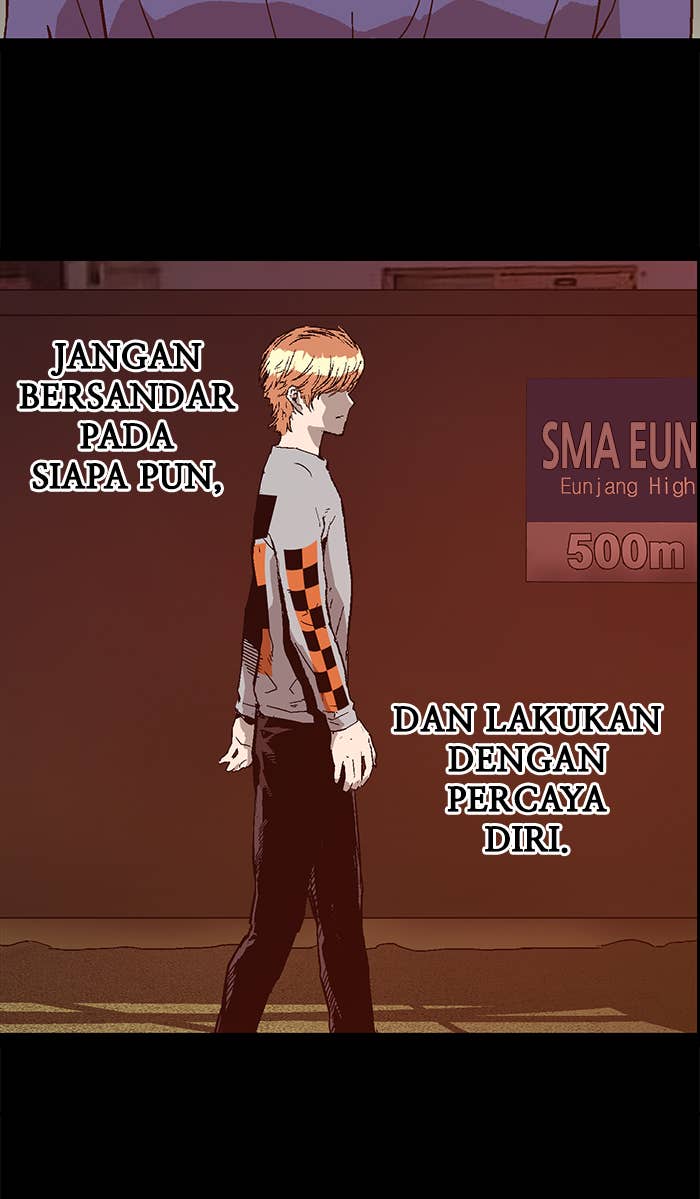 JANGAN
BERSANDAR
PADA
SIAPA PUN,
SMA EUN
Eunjang High
500m
DAN LAKUKAN
DENGAN
PERCAYA
DIRI.